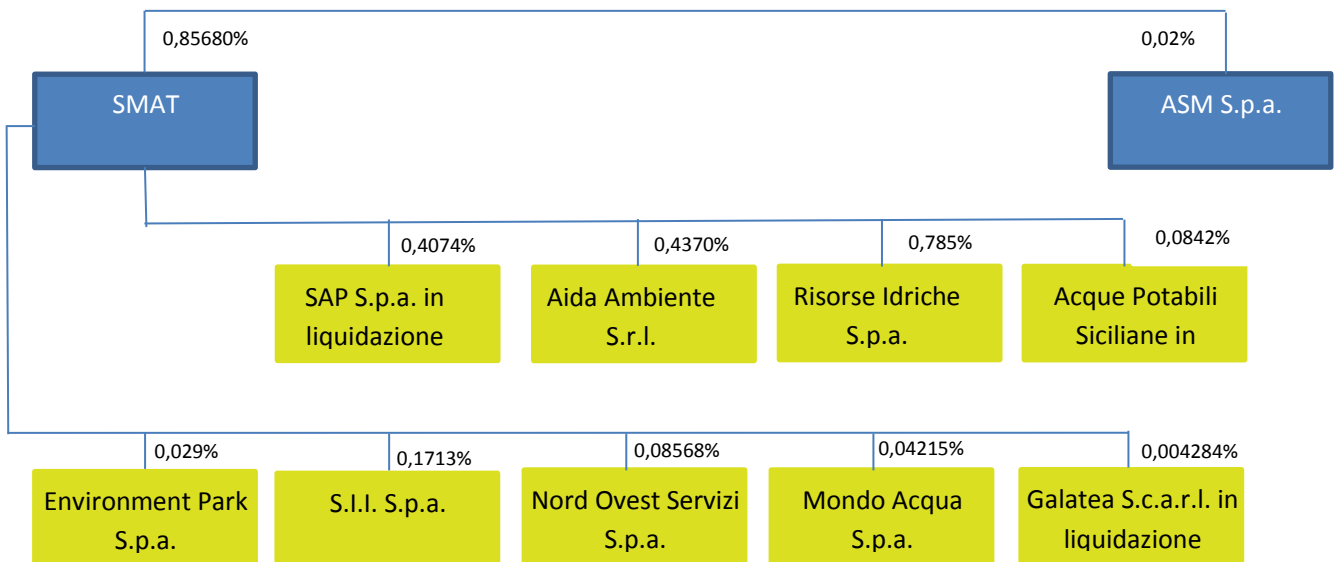 0,85680%
0,02%
SMAT
ASM S.p.a.
0,4074%
0,4370%
0,785%
0,0842%
SAP S.p.a. in
liquidazione
Aida Ambiente
S.r.l.
Risorse Idriche
S.p.a.
Acque Potabili
Siciliane in
0,029%
0,1713%
0,08568%
0,04215%
0,004284%
Environment Park
S.p.a.
S.I.I. S.p.a.
Nord Ovest Servizi
S.p.a.
Mondo Acqua
S.p.a.
Galatea S.c.a.r.l. in
liquidazione